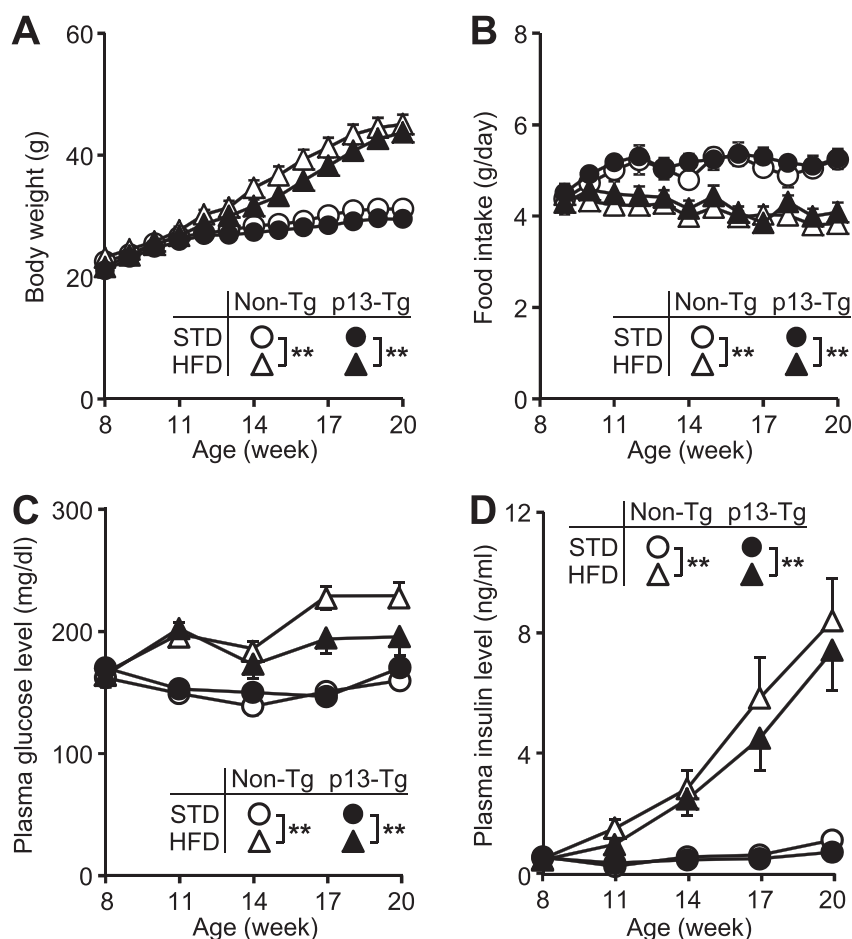 A
Body weight (g)
60
40
20
0
Non-Tg p13-Tg
STD ** **
HFD
8 11 14 17 20
Age (week)
B
Food intake (g/day)
8
6
4
2
0
Non-Tg p13-Tg
STD ** **
HFD
8 11 14 17 20
Age (week)
C
Plasma glucose level (mg/dl)
300
200
100
0
Non-Tg p13-Tg
STD ** **
HFD
8 11 14 17 20
Age (week)
D
Plasma insulin level (ng/ml)
12
8
4
0
Non-Tg p13-Tg
STD ** **
HFD
8 11 14 17 20
Age (week)